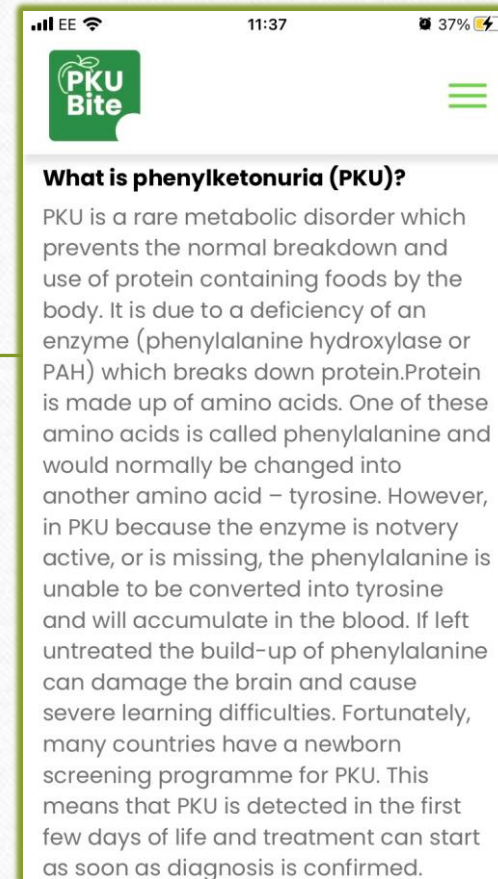 EE 11:37 37%
PKU
Bite
What is phenylketonuria (PKU)?
PKU is a rare metabolic disorder which
prevents the normal breakdown and
use of protein containing foods by the
body. It is due to a deficiency of an
enzyme (phenylalanine hydroxylase or
PAH) which breaks down protein.Protein
is made up of amino acids. One of these
amino acids is called phenylalanine and
would normally be changed into
another amino acid – tyrosine. However,
in PKU because the enzyme is notvery
active, or is missing, the phenylalanine is
unable to be converted into tyrosine
and will accumulate in the blood. If left
untreated the build-up of phenylalanine
can damage the brain and cause
severe learning difficulties. Fortunately,
many countries have a newborn
screening programme for PKU. This
means that PKU is detected in the first
few days of life and treatment can start
as soon as diagnosis is confirmed.